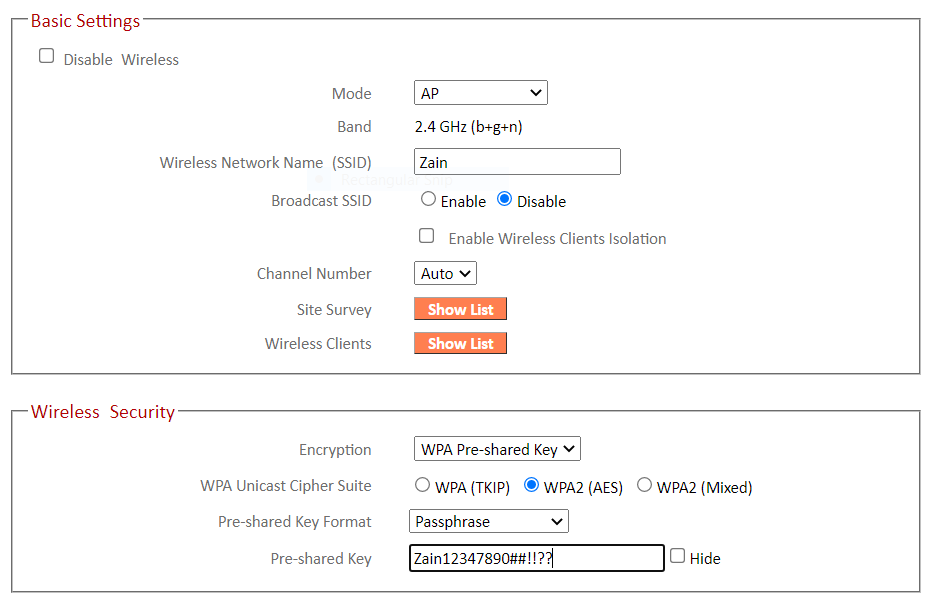 Basic Settings
Disable Wireless
Mode AP
Band 2.4 GHz (b+g+n)
Wireless Network Name (SSID) Zain
Rectangular Snip
Broadcast SSID Enable Disable
Enable Wireless Clients Isolation
Channel Number Auto
Site Survey Show List
Wireless Clients Show List
Wireless Security
Encryption WPA Pre-shared Key
WPA Unicast Cipher Suite WPA (TKIP) WPA2 (AES) WPA2 (Mixed)
Pre-shared Key Format Passphrase
Pre-shared Key Zain12347890##!!?? Hide